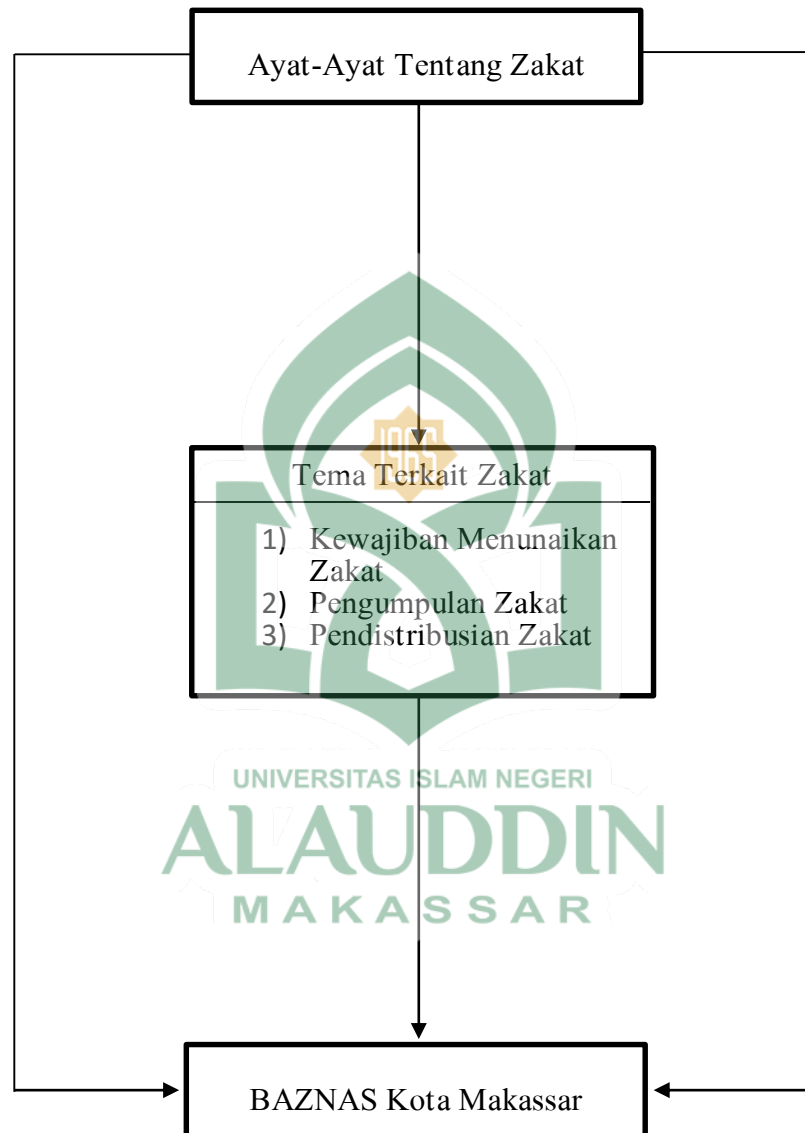 Ayat-Ayat Tentang Zakat
1965
Tema Terkait Zakat
1) Kewajiban Menunaikan
Zakat
2) Pengumpulan Zakat
3) Pendistribusian Zakat
UNIVERSITAS ISLAM NEGERI
ALAUDDIN
MAKASSAR
BAZNAS Kota Makassar